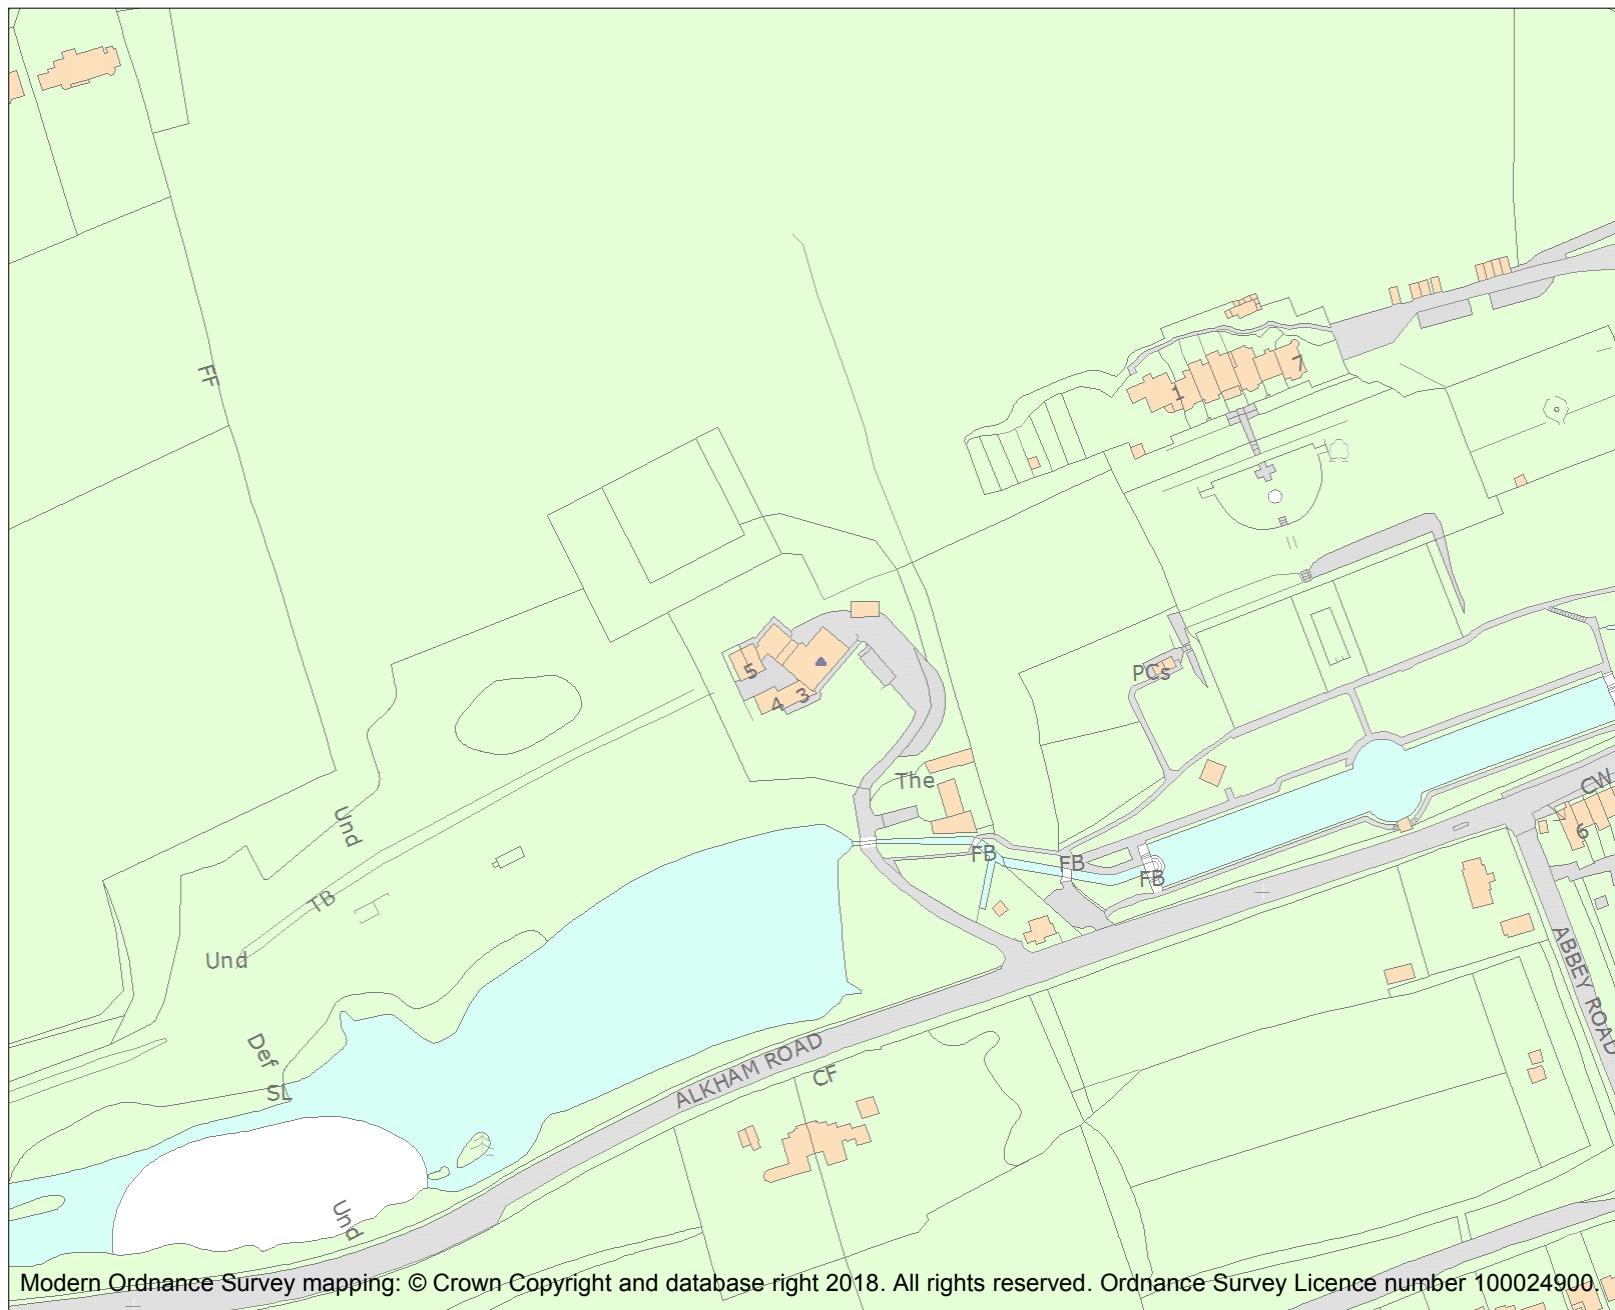 FF
1
7
PCs
5
4
3
The
CW
6
Und
FB
FB
FB
TB
Und
ABBEY ROAD
Def
ALKHAM ROAD
CF
SL
Und
Modern Ordnance Survey mapping: © Crown Copyright and database right 2018. All rights reserved. Ordnance Survey Licence number 100024900.